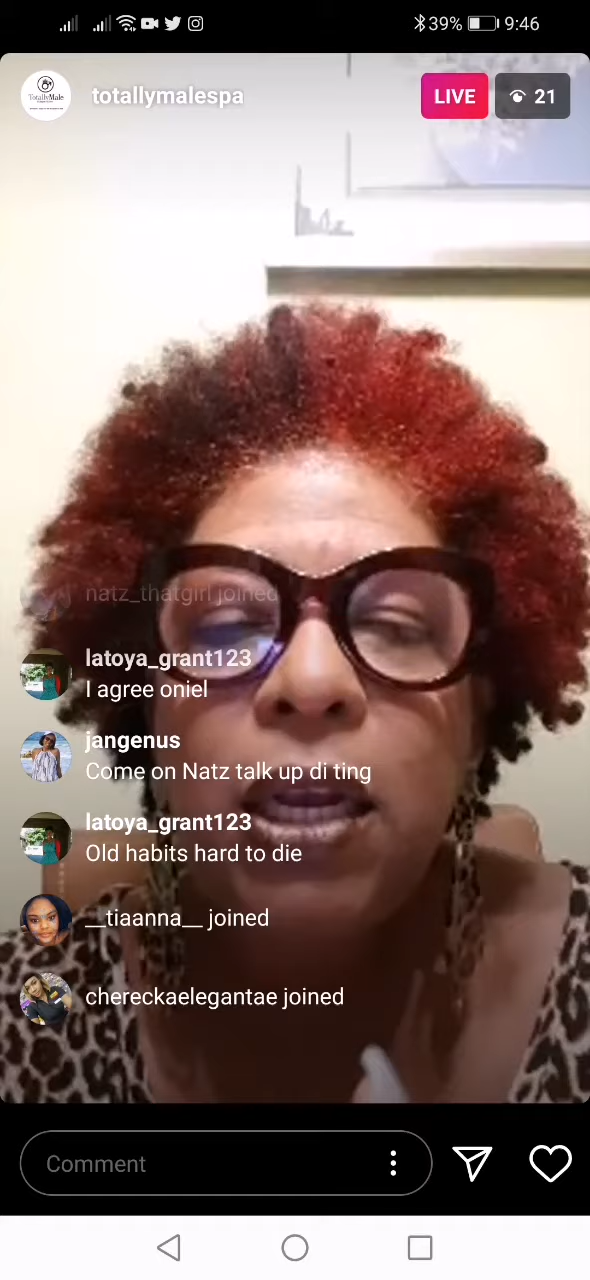 39% 9:46
TotallyMale
totallymalespa
LIVE
21
natz_thatgirl joined
latoya_grant123
I agree oniel
jangenus
Come on Natz talk up di ting
latoya_grant123
Old habits hard to die
__tiaanna__ joined
chereckaelegantae joined
Comment